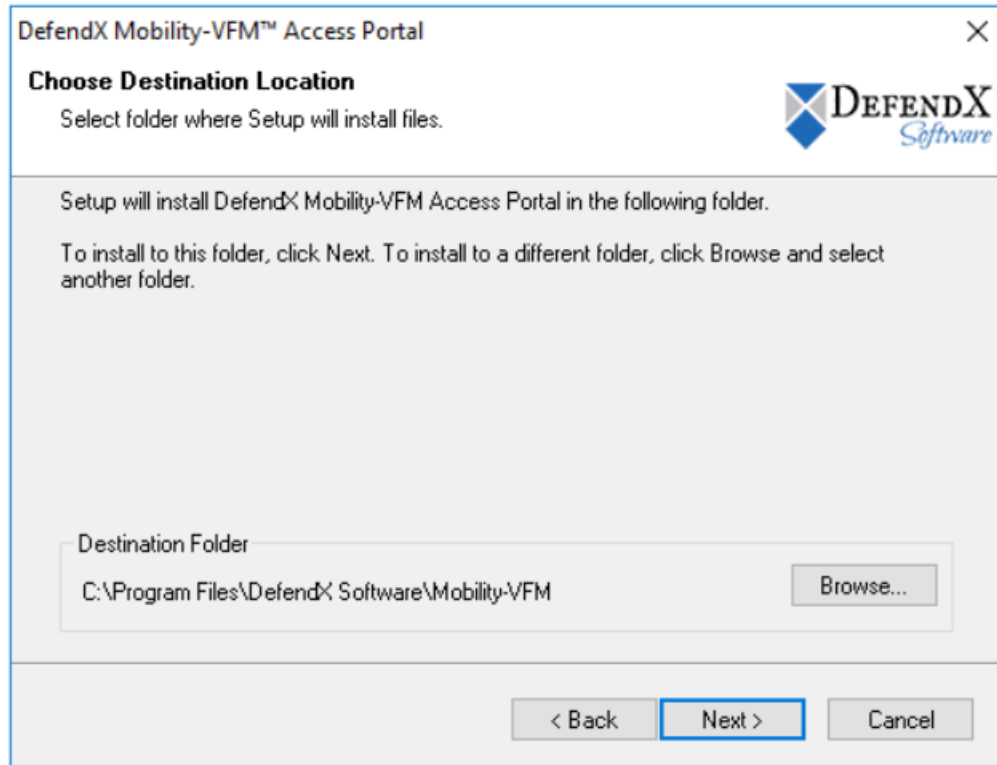 DefendX Mobility-VFM™ Access Portal
Choose Destination Location
Select folder where Setup will install files.
DEFENDX
Software
Setup will install DefendX Mobility-VFM Access Portal in the following folder.
To install to this folder, click Next. To install to a different folder, click Browse and select
another folder.
Destination Folder
C:\Program Files\DefendX Software\Mobility-VFM
Browse...
< Back
Next >
Cancel